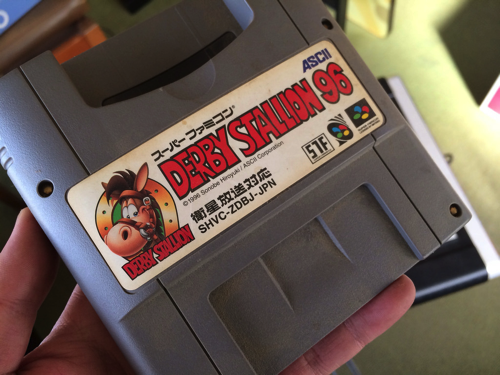 ASCII
スーパーファミコン®
DERBY STALLION 96
©1996 Sonobe Hiroyuki / ASCII Corporation
衛星放送対応
SHVC-ZDBJ-JPN
DERBY STALLION